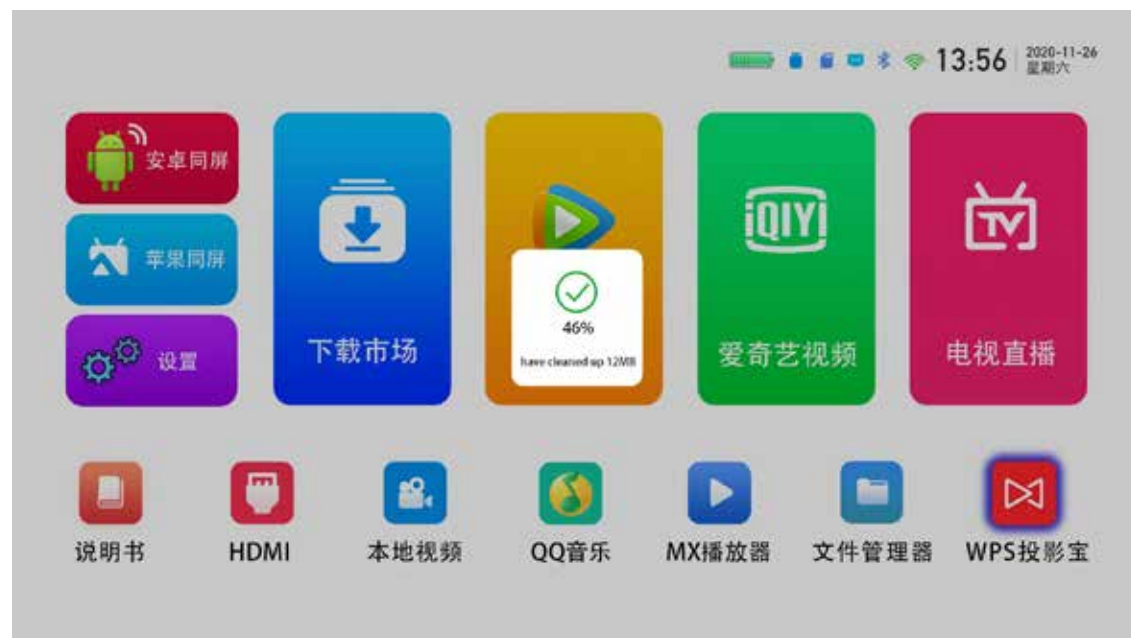 13:56
2020-11-26
星期六
安卓同屏
苹果同屏
设置
下载市场
46%
have cleaned up 12MB
iQIYI
爱奇艺视频
TV
电视直播
说明书
HDMI
本地视频
QQ音乐
MX播放器
文件管理器
WPS投影宝